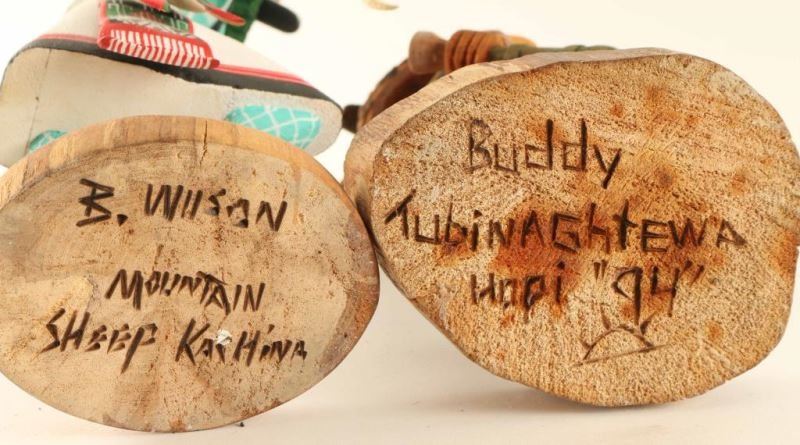 B. WILSON
MOUNTAIN
SHEEP KACHINA
Buddy
TUbiNAGhtEWA
HOPI "94"